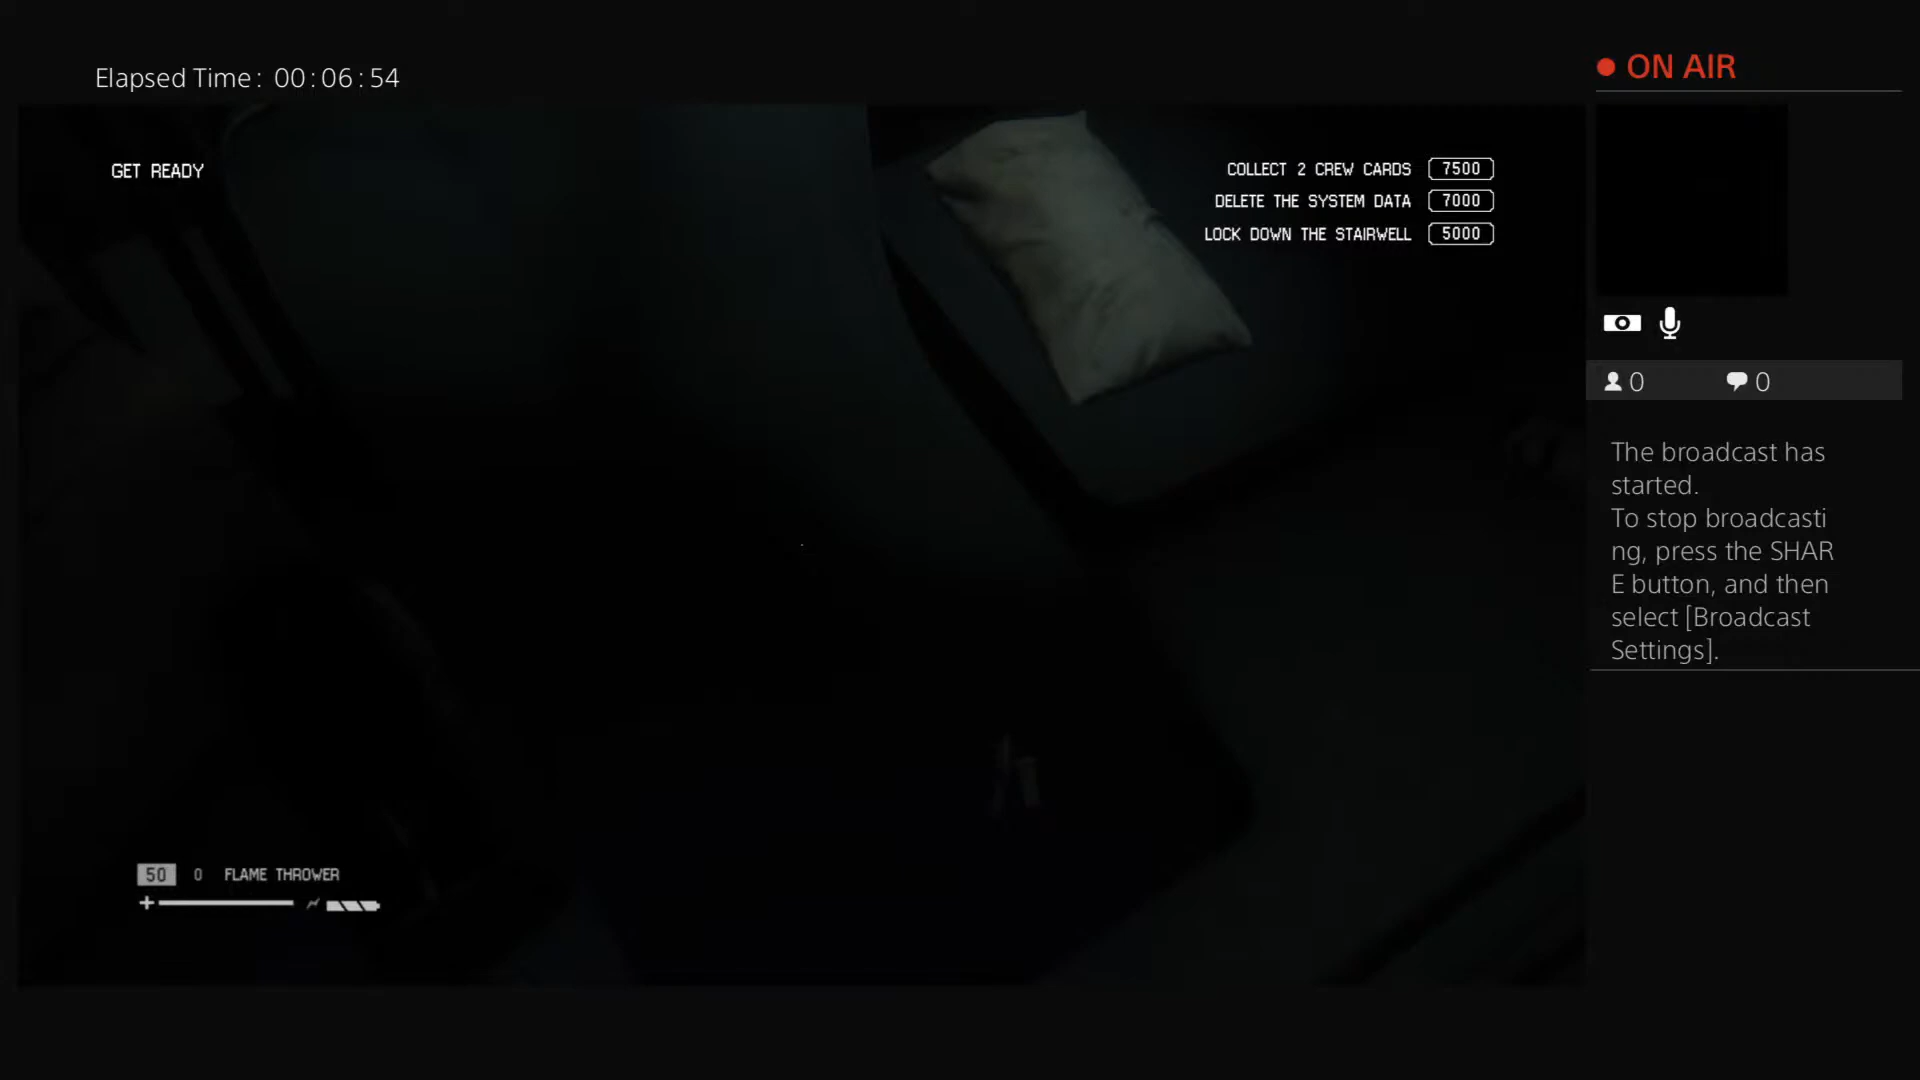 Elapsed Time: 00:06:54
ON AIR
GET READY
COLLECT 2 CREW CARDS 7500
DELETE THE SYSTEM DATA 7000
LOCK DOWN THE STAIRWELL 5000
0 0
The broadcast has
started.
To stop broadcasti
ng, press the SHAR
E button, and then
select [Broadcast
Settings].
50 0 FLAME THROWER